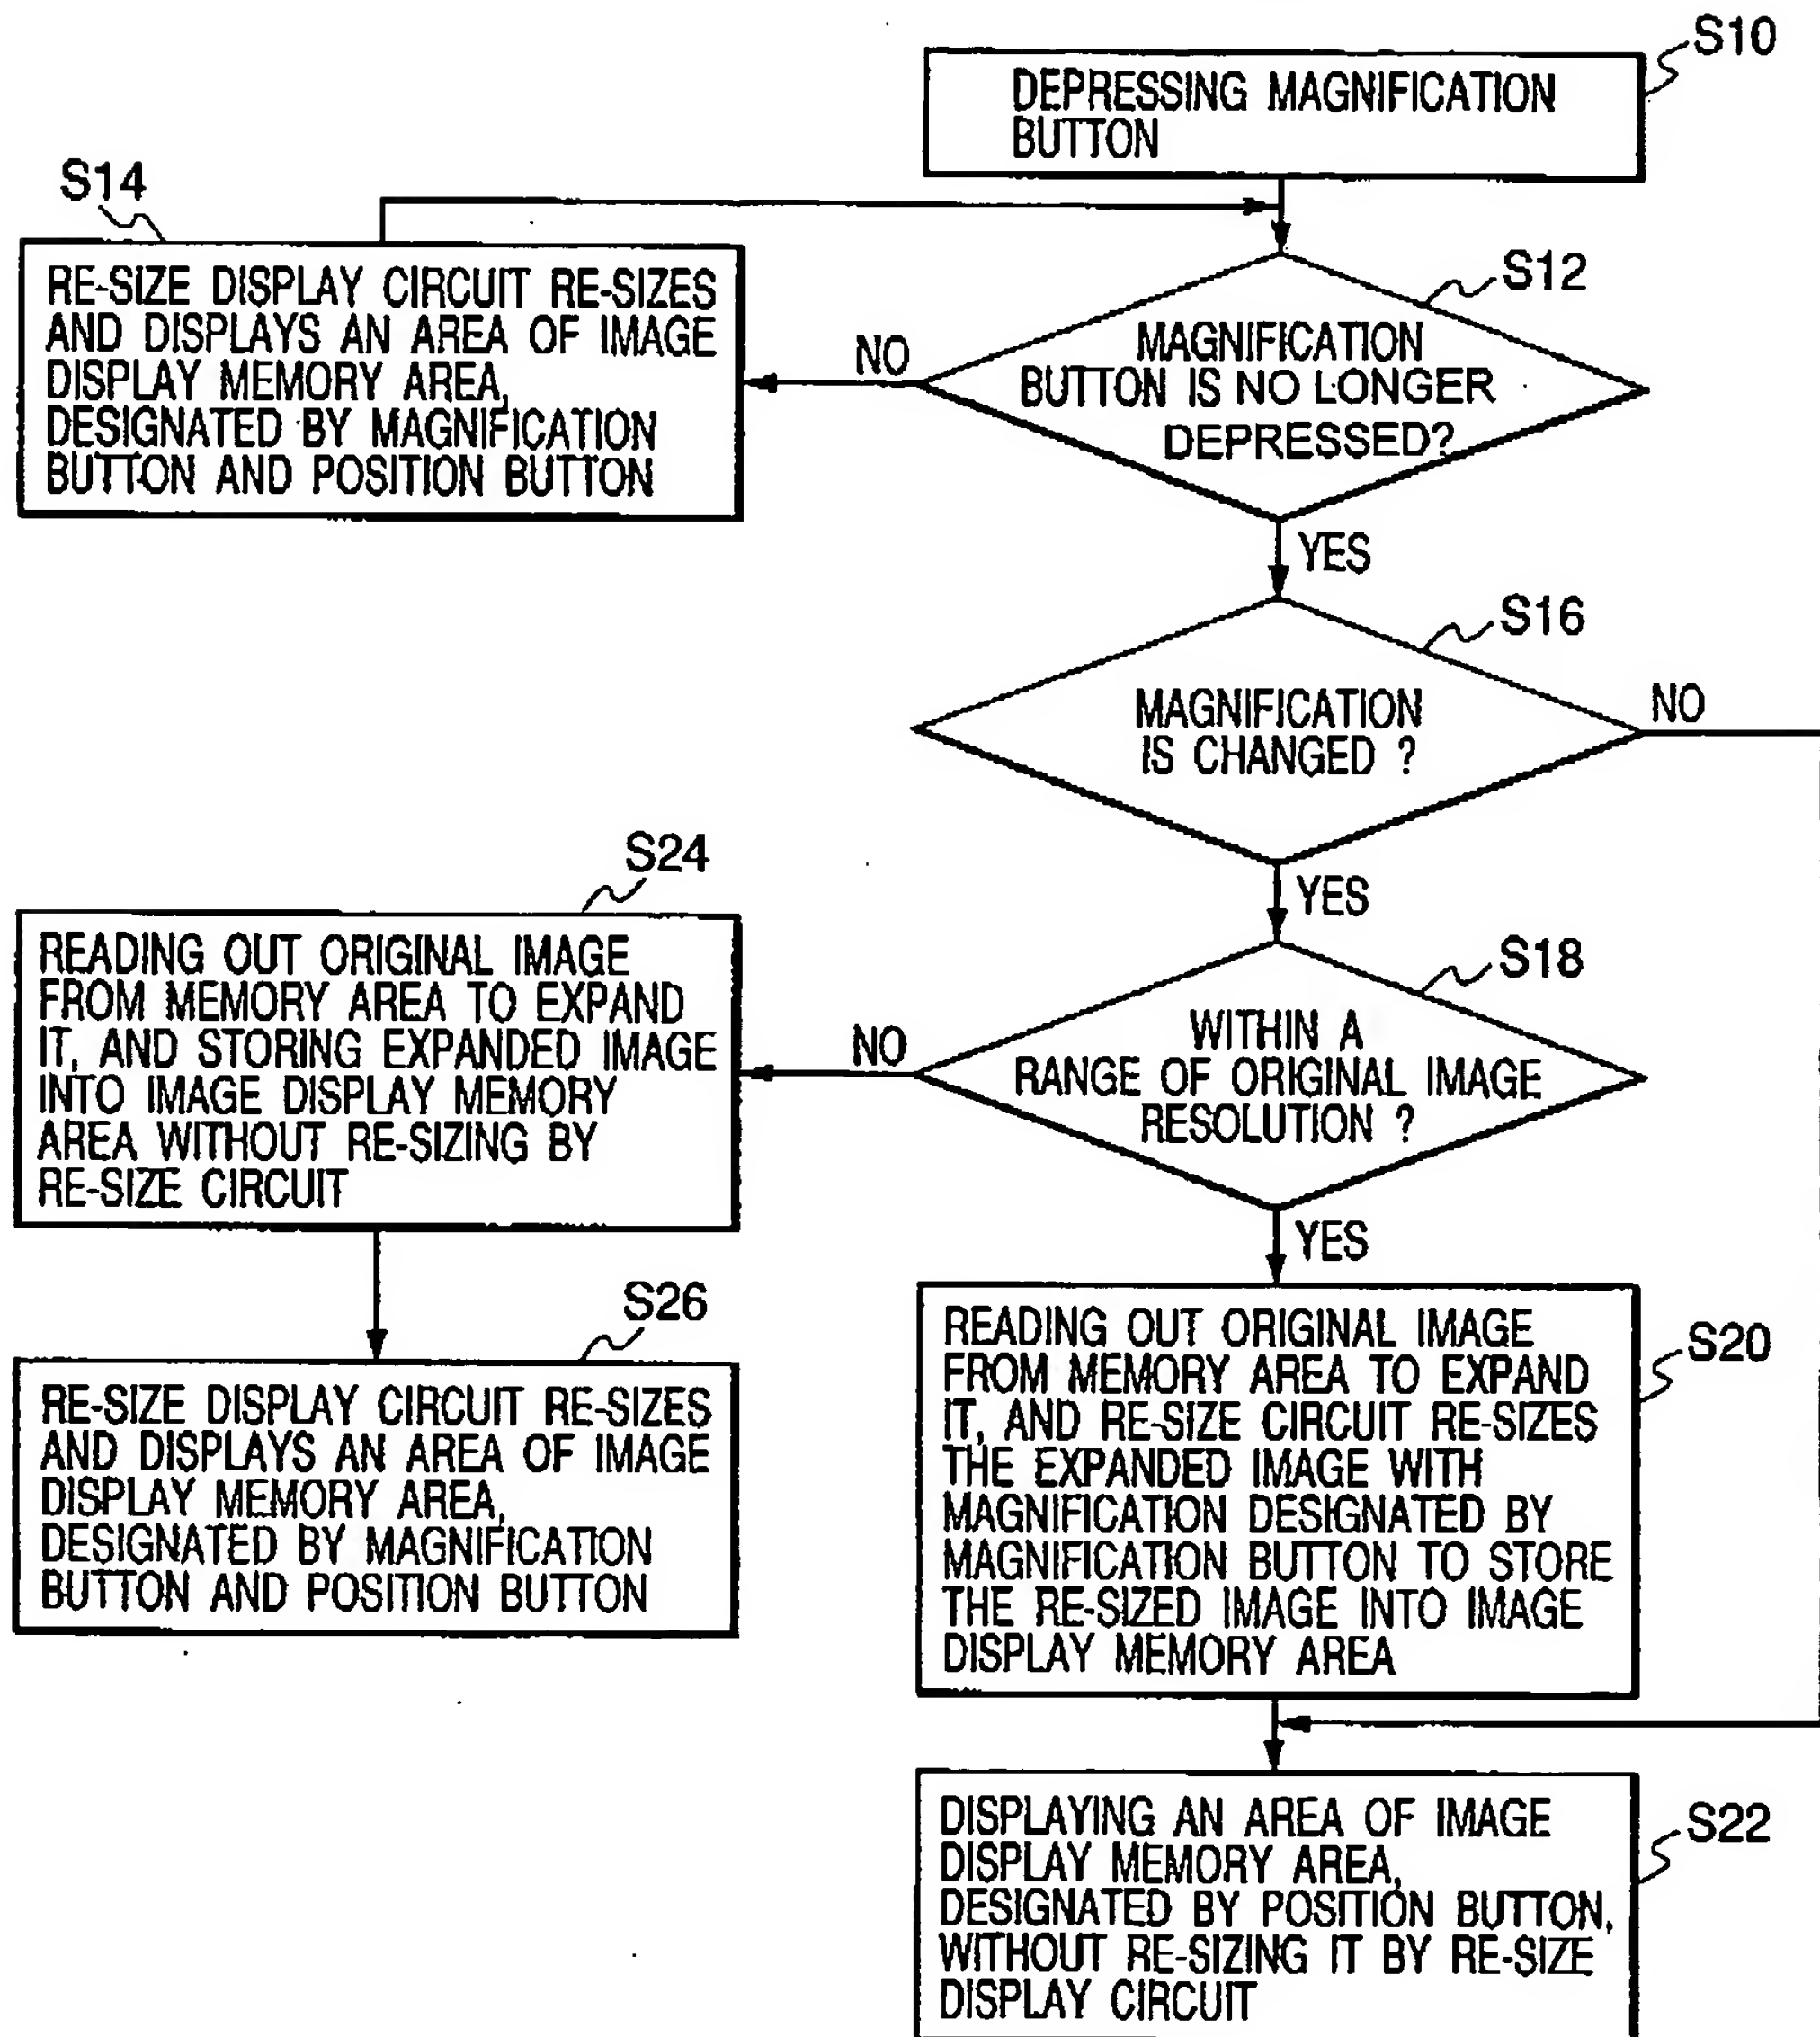 S10
DEPRESSING MAGNIFICATION
BUTTON
S14
RE-SIZE DISPLAY CIRCUIT RE-SIZES
AND DISPLAYS AN AREA OF IMAGE
DISPLAY MEMORY AREA,
DESIGNATED BY MAGNIFICATION
BUTTON AND POSITION BUTTON
S12
NO
MAGNIFICATION
BUTTON IS NO LONGER
DEPRESSED?
YES
S16
MAGNIFICATION
IS CHANGED ?
NO
YES
S24
READING OUT ORIGINAL IMAGE
FROM MEMORY AREA TO EXPAND
IT, AND STORING EXPANDED IMAGE
INTO IMAGE DISPLAY MEMORY
AREA WITHOUT RE-SIZING BY
RE-SIZE CIRCUIT
S18
NO
WITHIN A
RANGE OF ORIGINAL IMAGE
RESOLUTION ?
YES
S26
RE-SIZE DISPLAY CIRCUIT RE-SIZES
AND DISPLAYS AN AREA OF IMAGE
DISPLAY MEMORY AREA,
DESIGNATED BY MAGNIFICATION
BUTTON AND POSITION BUTTON
S20
READING OUT ORIGINAL IMAGE
FROM MEMORY AREA TO EXPAND
IT, AND RE-SIZE CIRCUIT RE-SIZES
THE EXPANDED IMAGE WITH
MAGNIFICATION DESIGNATED BY
MAGNIFICATION BUTTON TO STORE
THE RE-SIZED IMAGE INTO IMAGE
DISPLAY MEMORY AREA
S22
DISPLAYING AN AREA OF IMAGE
DISPLAY MEMORY AREA,
DESIGNATED BY POSITION BUTTON,
WITHOUT RE-SIZING IT BY RE-SIZE
DISPLAY CIRCUIT